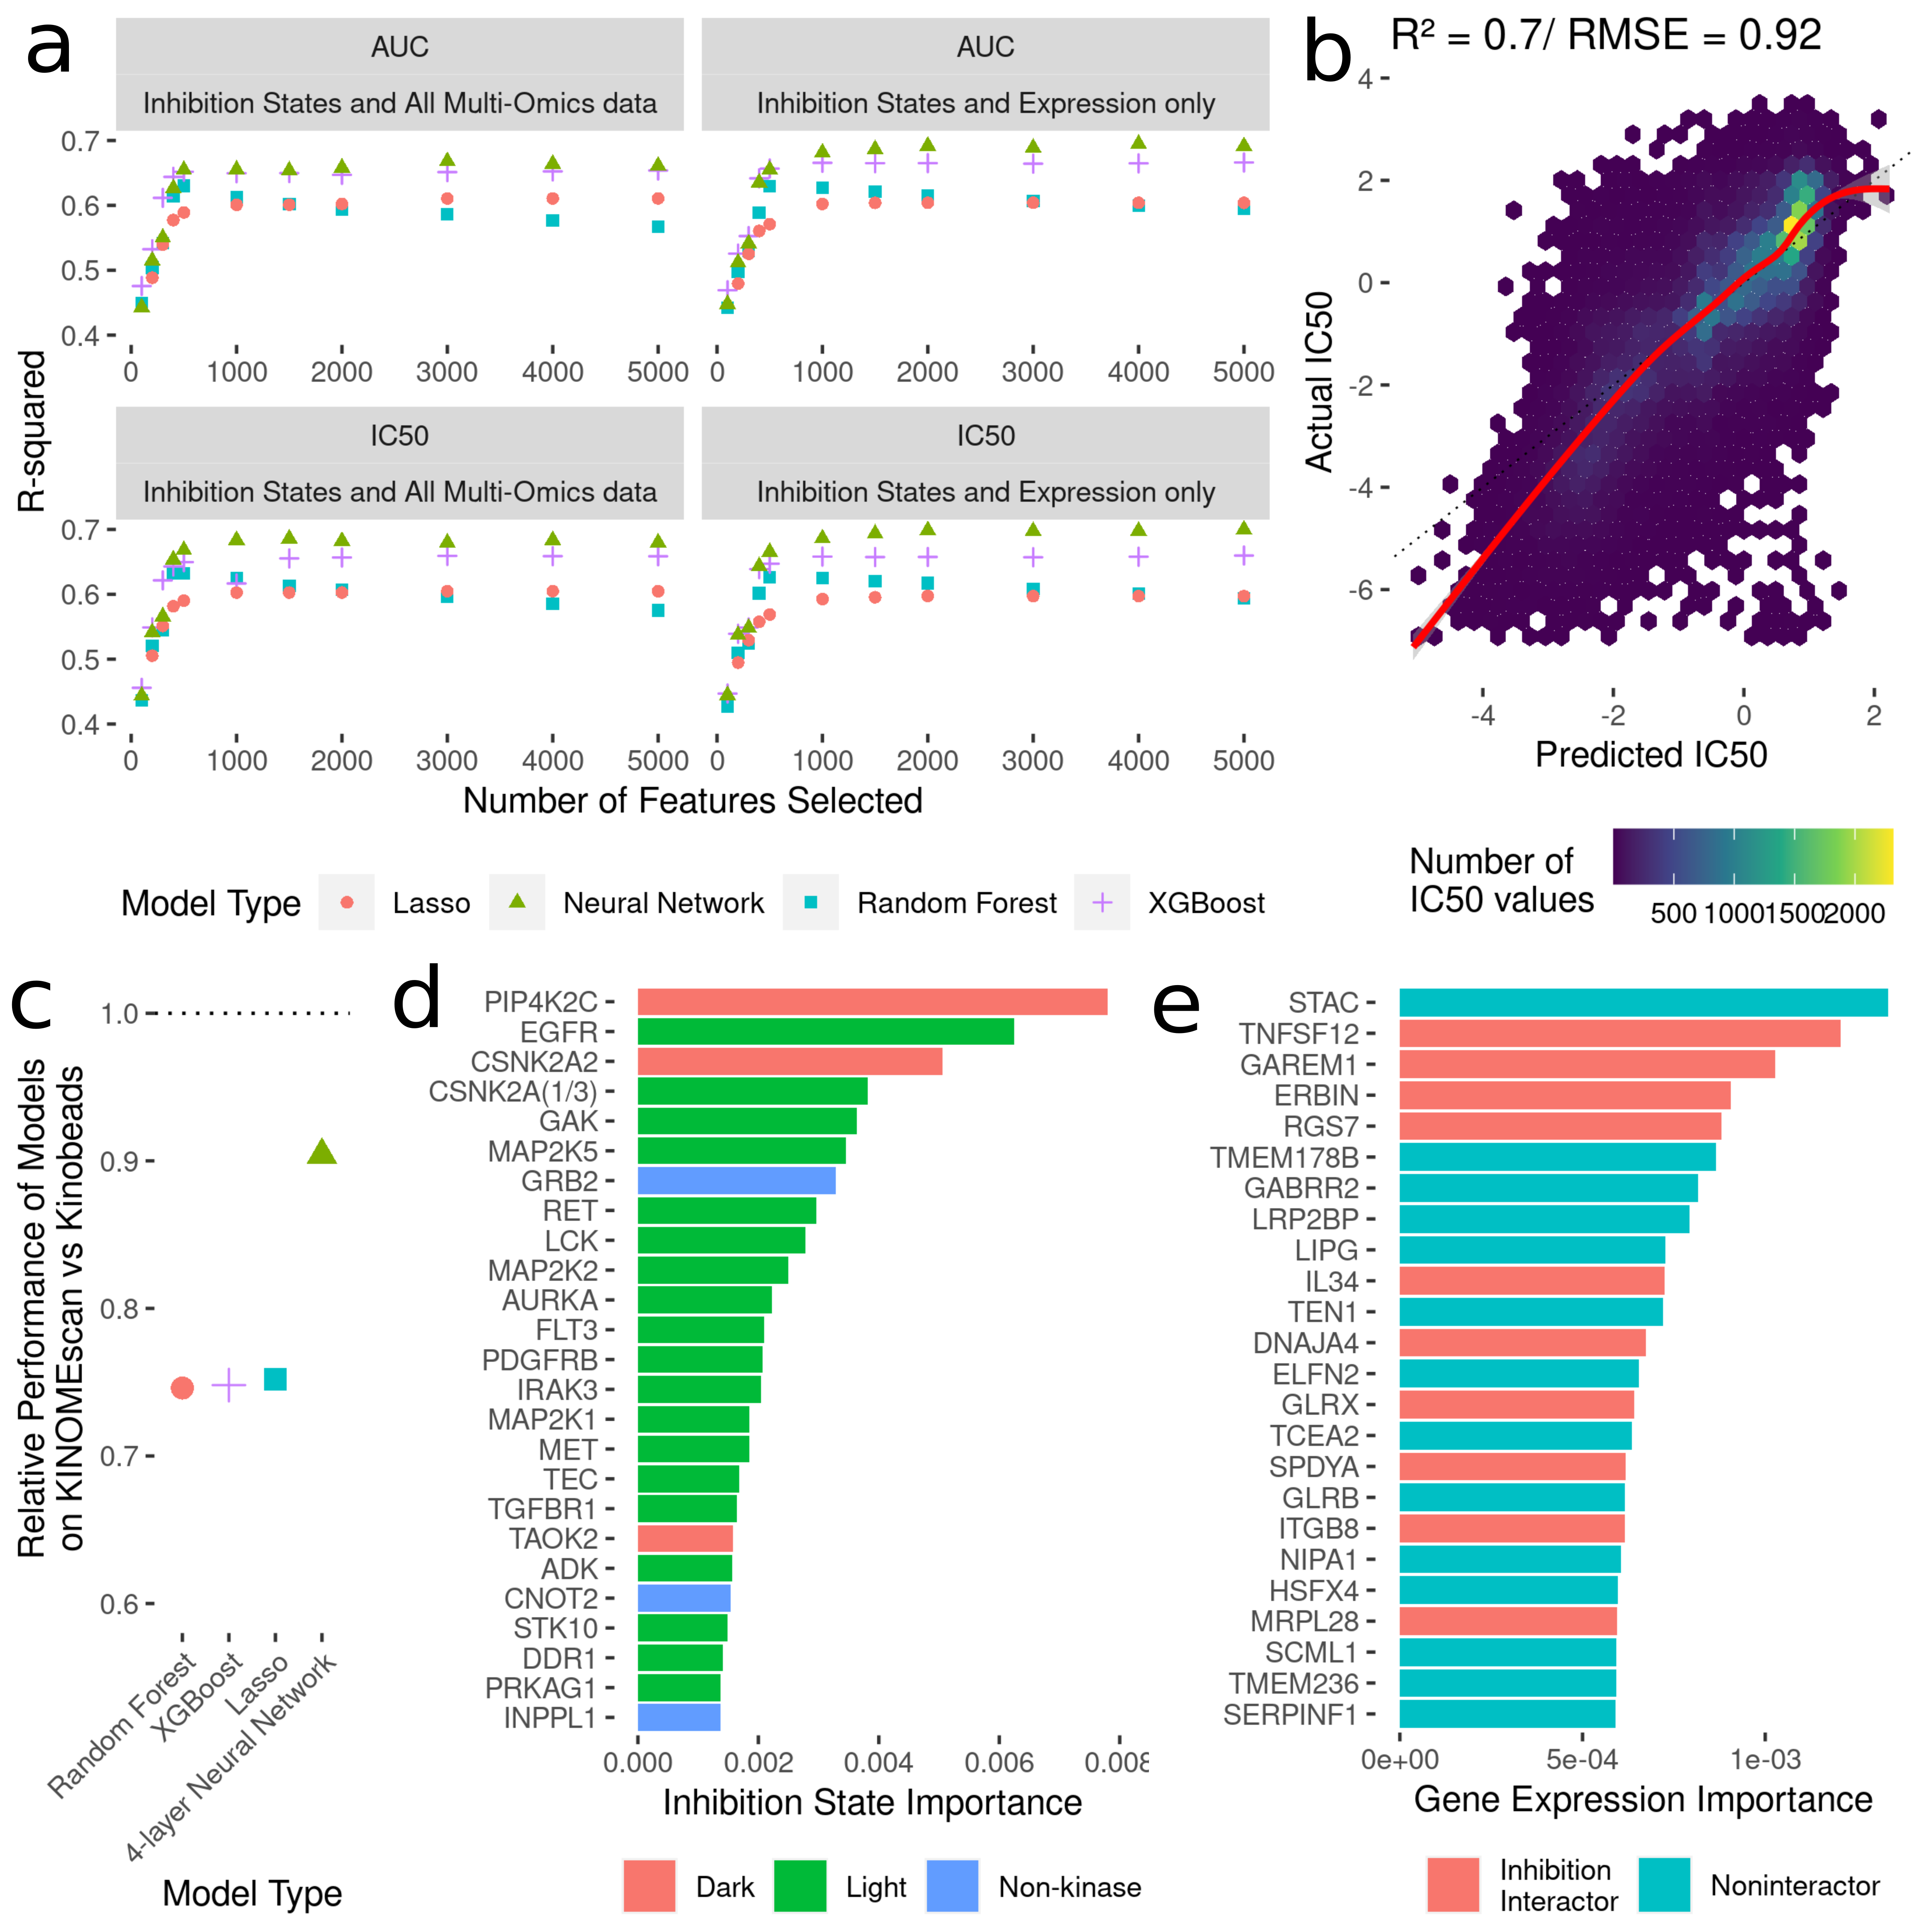 a
AUC
Inhibition States and All Multi-Omics data
AUC
Inhibition States and Expression only
0.7
0.6
0.5
0.4
0 1000 2000 3000 4000 5000
0 1000 2000 3000 4000 5000
IC50
Inhibition States and All Multi-Omics data
IC50
Inhibition States and Expression only
0.7
0.6
0.5
0.4
0 1000 2000 3000 4000 5000
0 1000 2000 3000 4000 5000
R-squared
Number of Features Selected
Model Type
Lasso
Neural Network
Random Forest
XGBoost
b
R² = 0.7/ RMSE = 0.92
4
2
0
-2
-4
-6
Actual IC50
-4 -2 0 2
Predicted IC50
Number of
IC50 values
500 1000 1500 2000
c
Relative Performance of Models
on KINOMEscan vs Kinobeads
1.0
0.9
0.8
0.7
0.6
Random Forest
XGBoost
Lasso
4-layer Neural Network
Model Type
d
PIP4K2C
EGFR
CSNK2A2
CSNK2A(1/3)
GAK
MAP2K5
GRB2
RET
LCK
MAP2K2
AURKA
FLT3
PDGFRB
IRAK3
MAP2K1
MET
TEC
TGFBR1
TAOK2
ADK
CNOT2
STK10
DDR1
PRKAG1
INPPL1
0.000 0.002 0.004 0.006 0.008
Inhibition State Importance
Dark
Light
Non-kinase
e
STAC
TNFSF12
GAREM1
ERBIN
RGS7
TMEM178B
GABRR2
LRP2BP
LIPG
IL34
TEN1
DNAJA4
ELFN2
GLRX
TCEA2
SPDYA
GLRB
ITGB8
NIPA1
HSFX4
MRPL28
SCML1
TMEM236
SERPINF1
0e+00 5e-04 1e-03
Gene Expression Importance
Inhibition
Interactor
Noninteractor